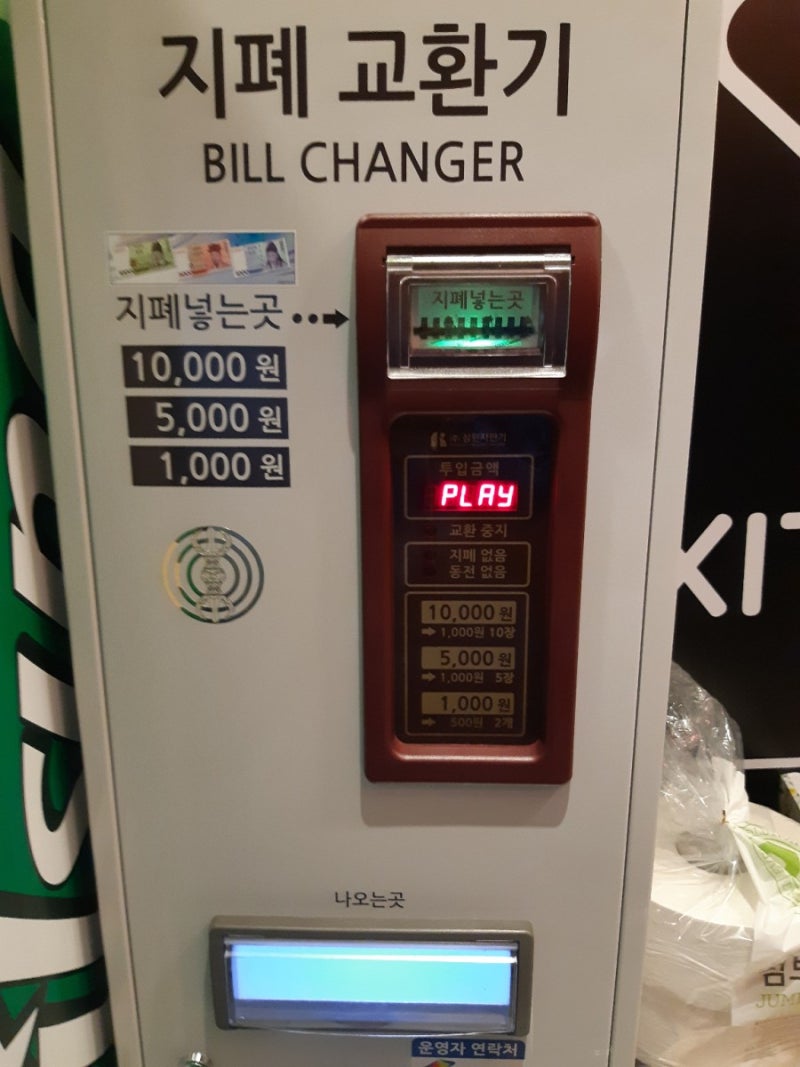 지폐 교환기
BILL CHANGER
지폐넣는곳
지폐넣는곳
10,000 원
5,000 원
1,000 원
투입금액
PLAY
교환 중지
지폐 없음
동전 없음
10,000 원
1,000원 10장
5,000 원
1,000원 5장
1,000 원
500원 2개
나오는곳
운영자 연락처
KIT
JUM